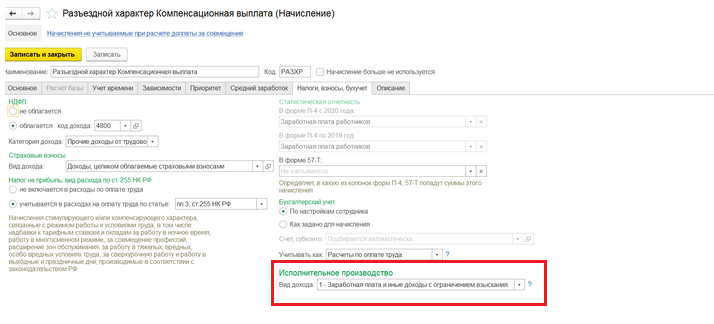 Разъездной характер Компенсационная выплата (Начисление)
Основное
Начисления не учитываемые при расчете доплаты за совмещение
Записать и закрыть
Записать
Наименование: Разъездной характер Компенсационная выплата
Код: РАЗХР
Начисление больше не используется
Основное
Расчет базы
Учет времени
Зависимости
Приоритет
Средний заработок
Налоги, взносы, бухучет
Описание
НДФЛ
не облагается
облагается код дохода: 4800
Категория дохода: Прочие доходы от трудово
Страховые взносы
Вид дохода: Доходы, целиком облагаемые страховыми взносами
Налог на прибыль, вид расхода по ст.255 НК РФ
не включается в расходы по оплате труда
учитывается в расходах на оплату труда по статье: пп.3, ст.255 НК РФ
Начисления стимулирующего и\или компенсирующего характера,
связанные с режимом работы и условиями труда, в том числе
надбавки к тарифным ставкам и окладам за работу в ночное время,
работу в многосменном режиме, за совмещение профессий,
расширение зон обслуживания, за работу в тяжелых, вредных,
особо вредных условиях труда, за сверхурочную работу и работу в
выходные и праздничные дни, производимые в соответствии с
законодательством РФ
Статистическая отчетность
В форме П-4 с 2020 года:
Заработная плата работников
В форме П-4 по 2019 год:
Заработная плата работников
В форме 57-Т:
Не учитывается
Определяет, в какую из колонок форм П-4, 57-Т попадут суммы этого
начисления
Бухгалтерский учет
По настройкам сотрудника
Как задано для начисления
Счет, субконто: Подбирается автоматически
Учитывать как: Расчеты по оплате труда ?
Исполнительное производство
Вид дохода: 1 - Заработная плата и иные доходы с ограничением взыскания ?